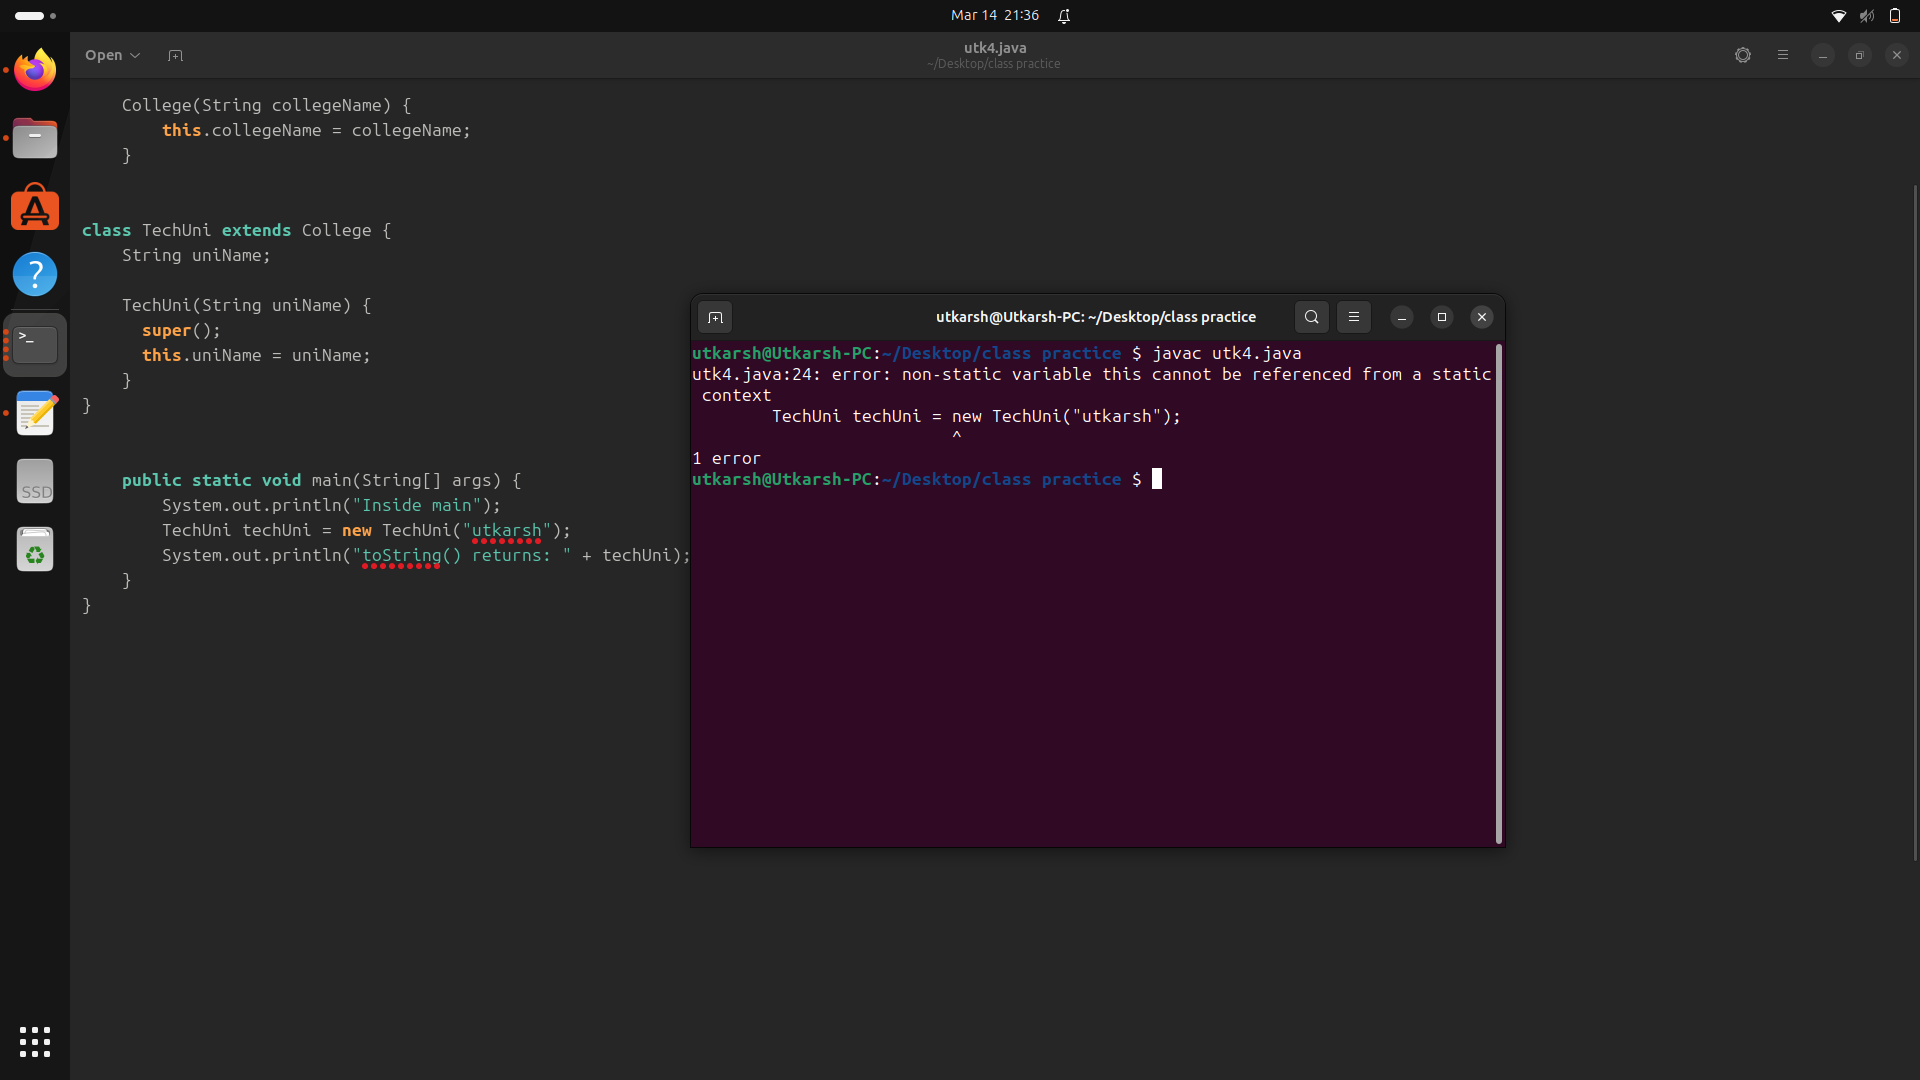 Mar 14 21:36
Open
utk4.java
~/Desktop/class practice
College(String collegeName) {
this.collegeName = collegeName;
}
class TechUni extends College {
String uniName;
TechUni(String uniName) {
super();
this.uniName = uniName;
}
}
public static void main(String[] args) {
System.out.println("Inside main");
TechUni techUni = new TechUni("utkarsh");
System.out.println("toString() returns: " + techUni);
}
}
utkarsh@Utkarsh-PC: ~/Desktop/class practice
utkarsh@Utkarsh-PC:~/Desktop/class practice $ javac utk4.java
utk4.java:24: error: non-static variable this cannot be referenced from a static
context
TechUni techUni = new TechUni("utkarsh");
^
1 error
utkarsh@Utkarsh-PC:~/Desktop/class practice $
?
>_
SSD